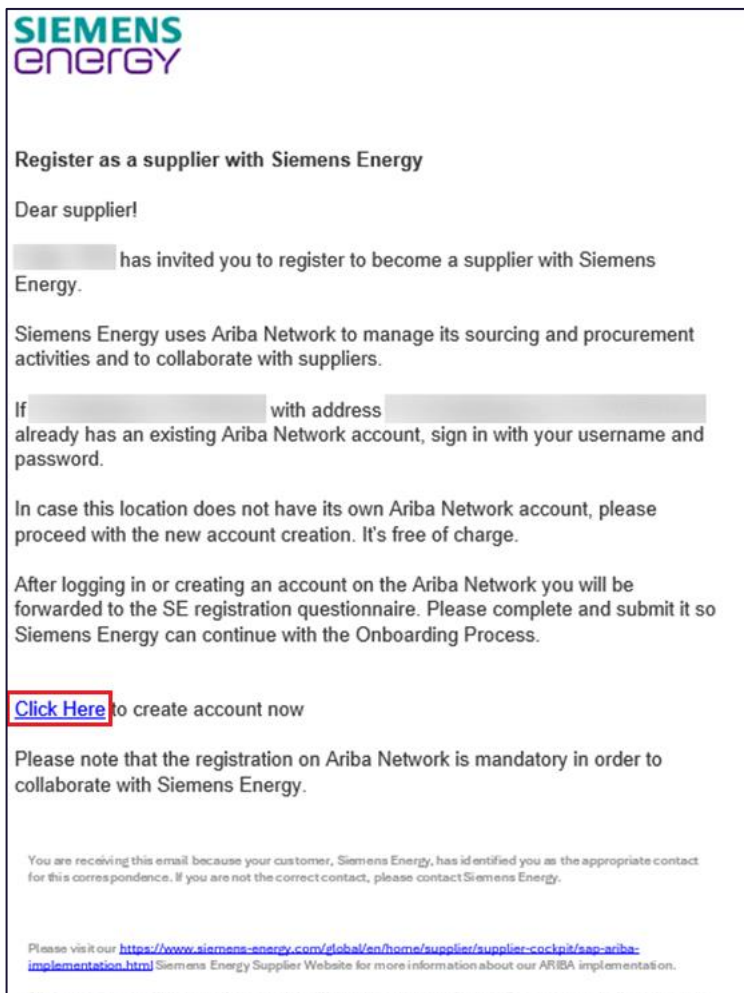 SIEMENS
energy
Register as a supplier with Siemens Energy
Dear supplier!
has invited you to register to become a supplier with Siemens
Energy.
Siemens Energy uses Ariba Network to manage its sourcing and procurement
activities and to collaborate with suppliers.
If with address
already has an existing Ariba Network account, sign in with your username and
password.
In case this location does not have its own Ariba Network account, please
proceed with the new account creation. It's free of charge.
After logging in or creating an account on the Ariba Network you will be
forwarded to the SE registration questionnaire. Please complete and submit it so
Siemens Energy can continue with the Onboarding Process.
Click Here to create account now
Please note that the registration on Ariba Network is mandatory in order to
collaborate with Siemens Energy.
You are receiving this email because your customer, Siemens Energy, has identified you as the appropriate contact
for this correspondence. If you are not the correct contact, please contact Siemens Energy.
Please visit our https://www.siemens-energy.com/global/en/home/supplier/supplier-cockpit/sap-ariba-
implementation.html Siemens Energy Supplier Website for more information about our ARIBA implementation.